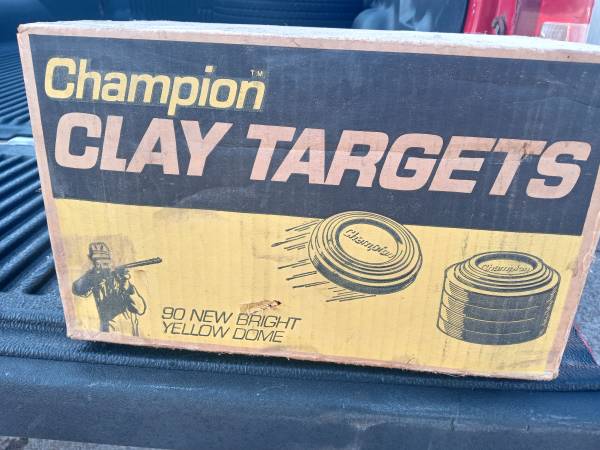 Champion™
CLAY TARGETS
Champion
Champion
90 NEW BRIGHT
YELLOW DOME